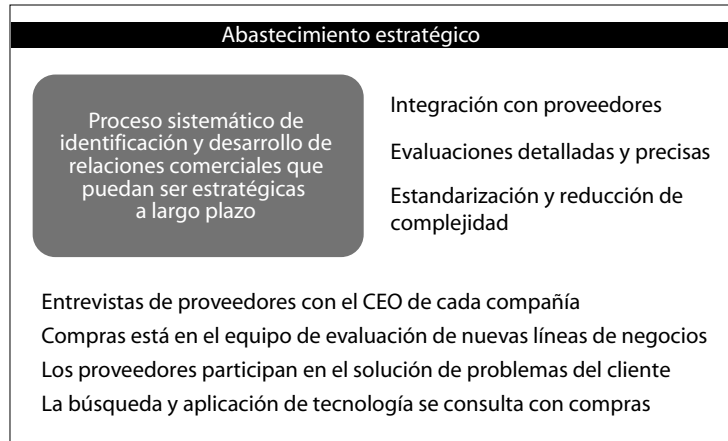 Abastecimiento estratégico
Proceso sistemático de
identificación y desarrollo de
relaciones comerciales que
puedan ser estratégicas
a largo plazo
Integración con proveedores
Evaluaciones detalladas y precisas
Estandarización y reducción de
complejidad
Entrevistas de proveedores con el CEO de cada compañía
Compras está en el equipo de evaluación de nuevas líneas de negocios
Los proveedores participan en el solución de problemas del cliente
La búsqueda y aplicación de tecnología se consulta con compras